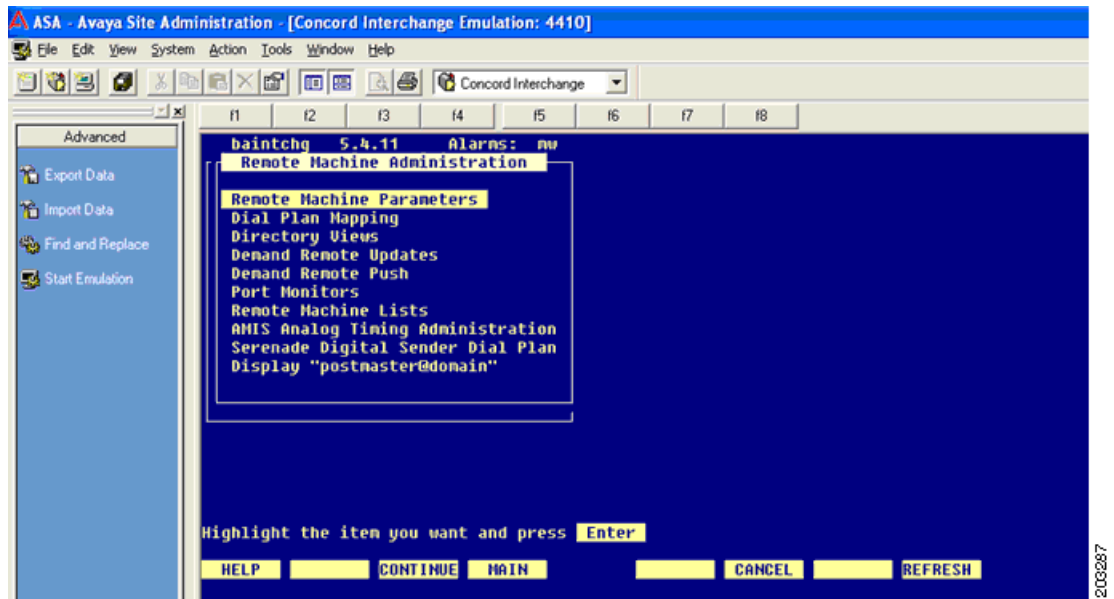 ASA - Avaya Site Administration - [Concord Interchange Emulation: 4410]
File Edit View System Action Tools Window Help
Concord Interchange
f1 f2 f3 f4 f5 f6 f7 f8
Advanced
Export Data
Import Data
Find and Replace
Start Emulation
baintchg 5.4.11 Alarms: mw
Remote Machine Administration
Remote Machine Parameters
Dial Plan Mapping
Directory Views
Demand Remote Updates
Demand Remote Push
Port Monitors
Remote Machine Lists
AMIS Analog Timing Administration
Serenade Digital Sender Dial Plan
Display "postmaster@domain"
Highlight the item you want and press Enter
HELP CONTINUE MAIN CANCEL REFRESH
203287